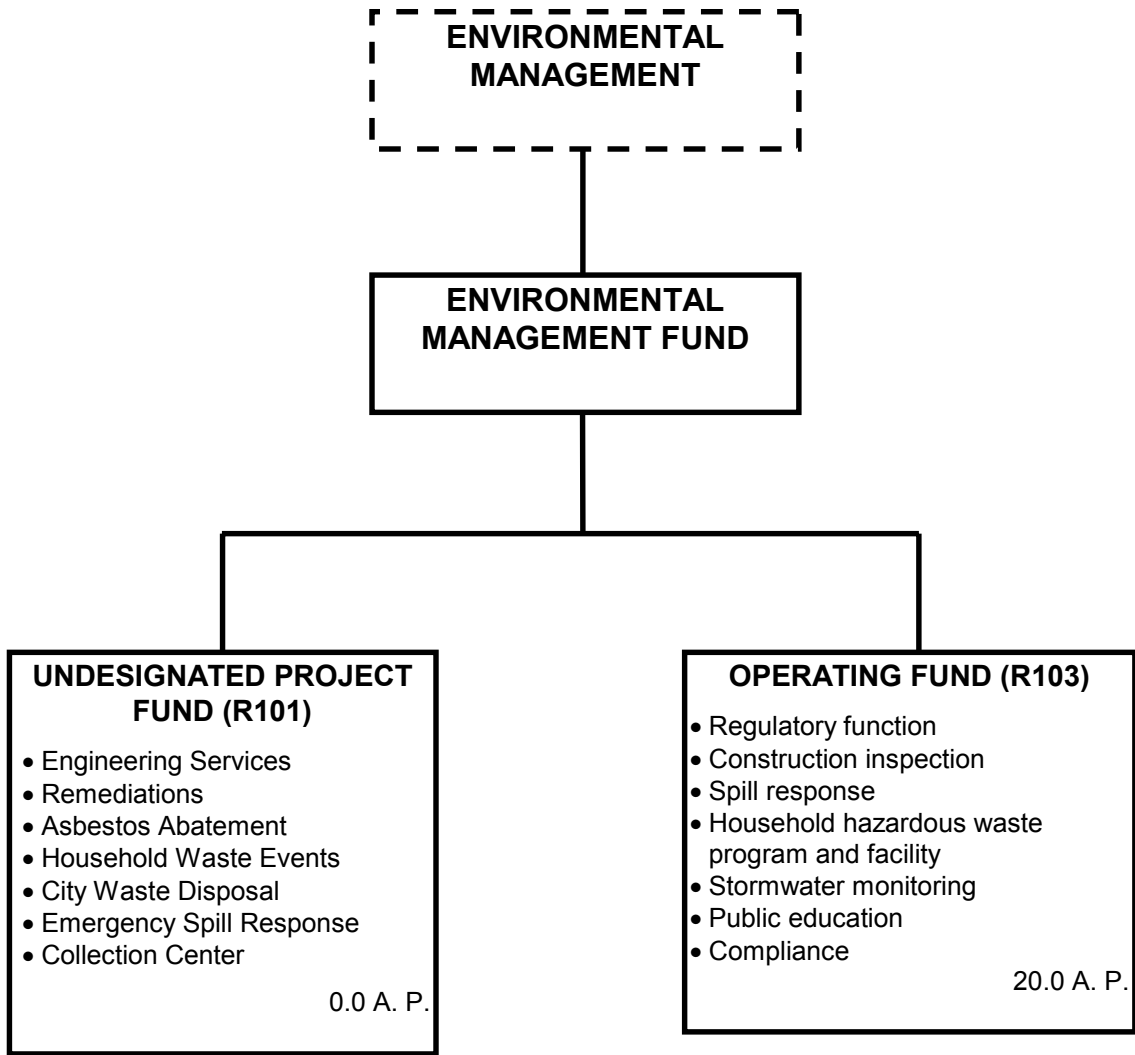 ENVIRONMENTAL
MANAGEMENT
ENVIRONMENTAL
MANAGEMENT FUND
UNDESIGNATED PROJECT
FUND (R101)
• Engineering Services
• Remediations
• Asbestos Abatement
• Household Waste Events
• City Waste Disposal
• Emergency Spill Response
• Collection Center
0.0 A. P.
OPERATING FUND (R103)
• Regulatory function
• Construction inspection
• Spill response
• Household hazardous waste
program and facility
• Stormwater monitoring
• Public education
• Compliance
20.0 A. P.